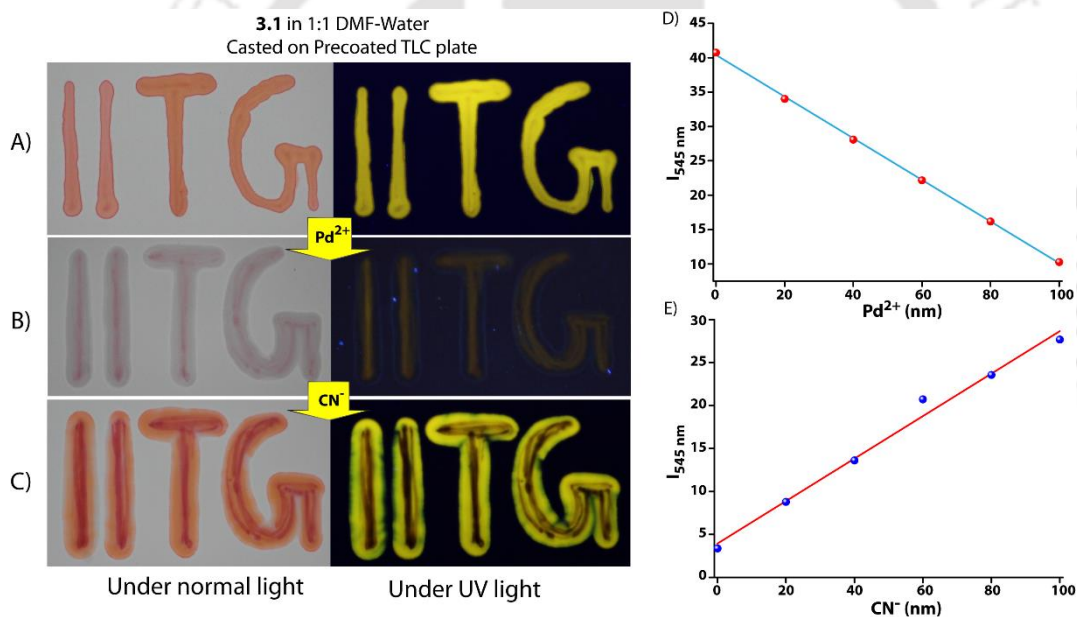 3.1 in 1:1 DMF-Water
Casted on Precoated TLC plate
A)
IITG
IITG
Pd²⁺
B)
IITG
IITG
CN⁻
C)
IITG
IITG
Under normal light
Under UV light
D)
45
40
35
30
25
20
15
10
I545 nm
0 20 40 60 80 100
Pd²⁺ (nm)
E)
30
25
20
15
10
5
0
I545 nm
0 20 40 60 80 100
CN⁻ (nm)